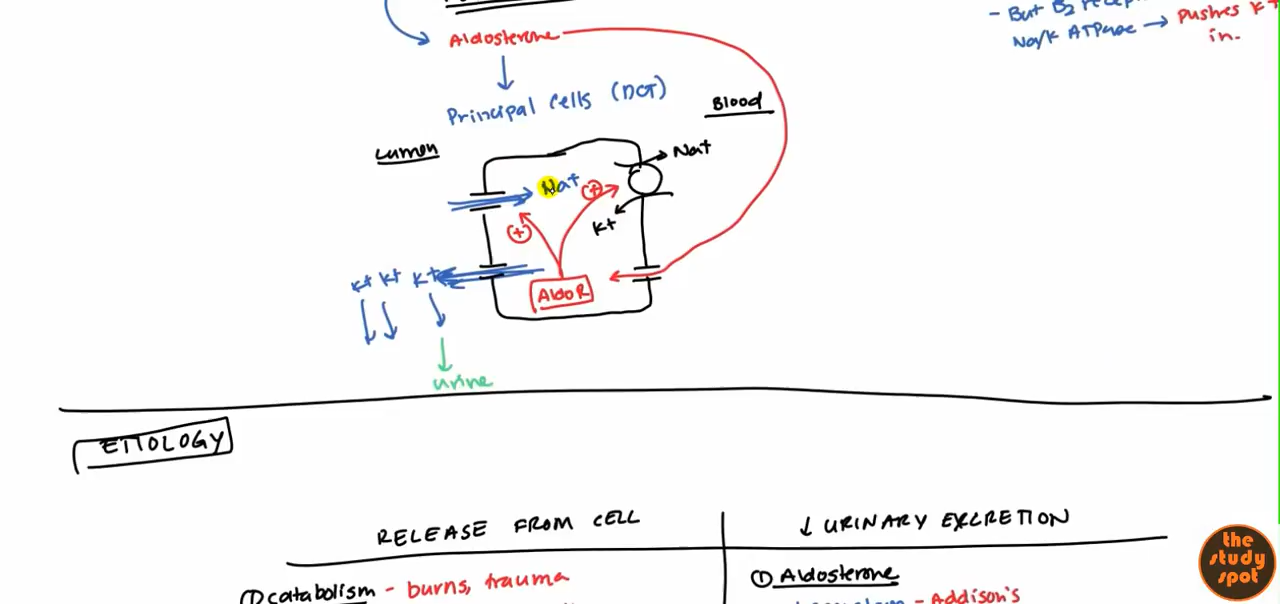 - But B2
Na/K ATPase → Pushes K+
in.
Aldosterone
Principal Cells (DCT)
Blood
Lumen
Na+
Na+
(+)
K+
(+)
K+ K+ K+
AldoR
urine
ETIOLOGY
RELEASE FROM CELL
↓ URINARY EXCRETION
① Catabolism - burns, trauma
① Aldosterone
- Addison's
the
study
spot